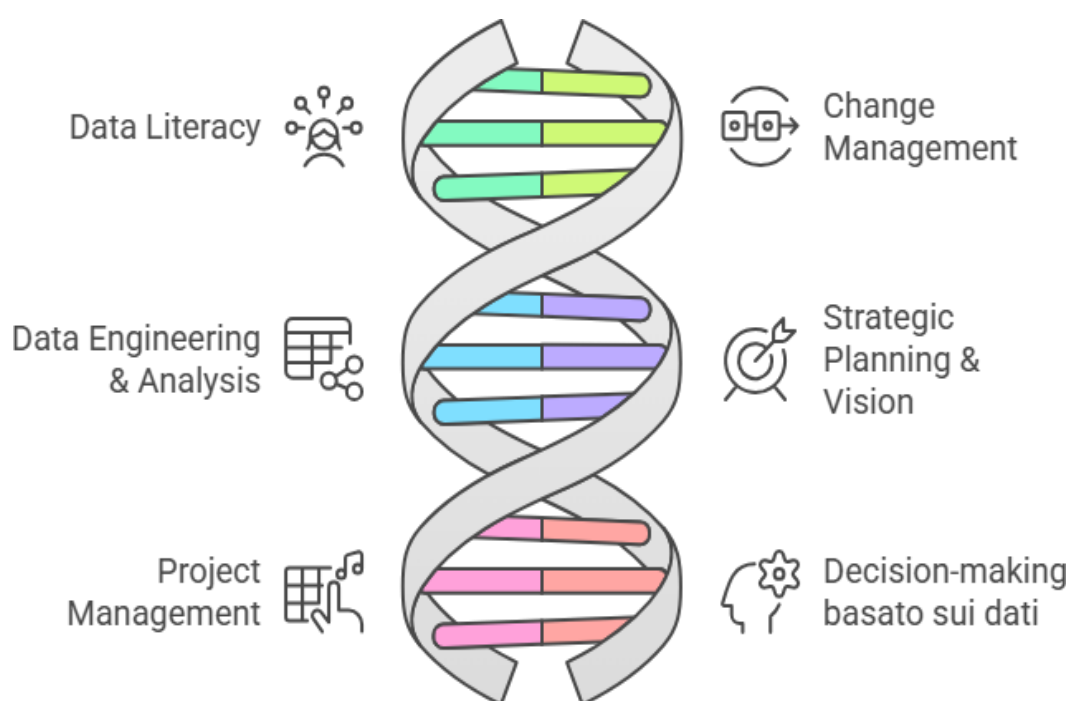 Data Literacy
Change
Management
Data Engineering
& Analysis
Strategic
Planning &
Vision
Project
Management
Decision-making
basato sui dati